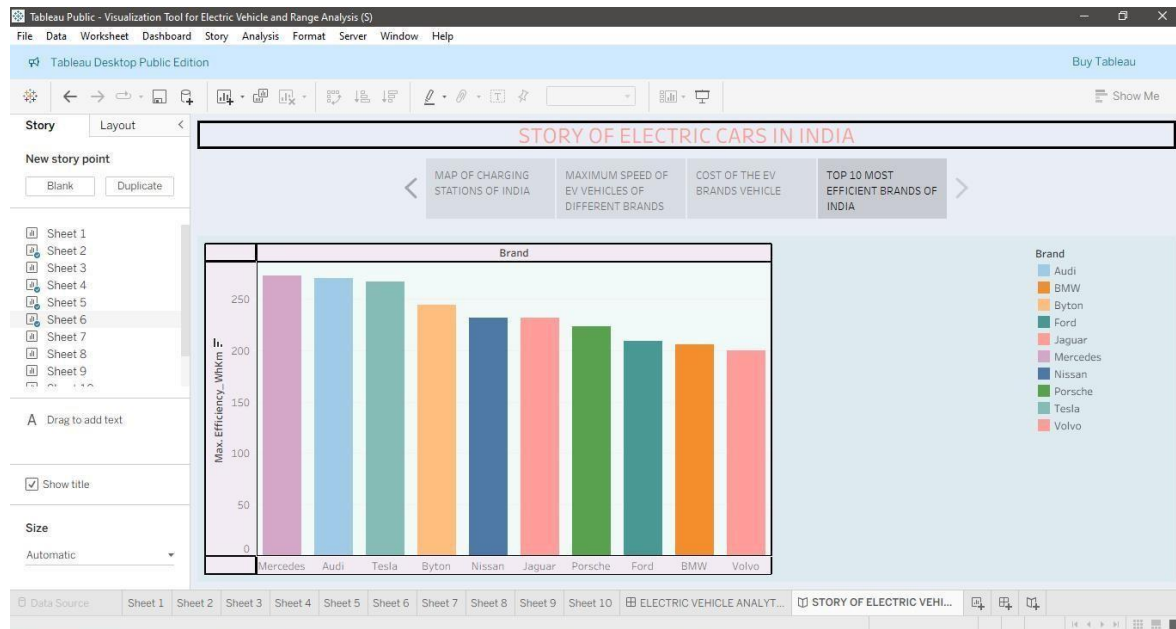 Tableau Public - Visualization Tool for Electric Vehicle and Range Analysis (S)
File Data Worksheet Dashboard Story Analysis Format Server Window Help
Tableau Desktop Public Edition
Buy Tableau
Show Me
Story Layout
New story point
Blank Duplicate
Sheet 1
Sheet 2
Sheet 3
Sheet 4
Sheet 5
Sheet 6
Sheet 7
Sheet 8
Sheet 9
A Drag to add text
Show title
Size
Automatic
STORY OF ELECTRIC CARS IN INDIA
MAP OF CHARGING
STATIONS OF INDIA
MAXIMUM SPEED OF
EV VEHICLES OF
DIFFERENT BRANDS
COST OF THE EV
BRANDS VEHICLE
TOP 10 MOST
EFFICIENT BRANDS OF
INDIA
Brand
Max. Efficiency_WhKm
250
200
150
100
50
0
Mercedes Audi Tesla Byton Nissan Jaguar Porsche Ford BMW Volvo
Brand
Audi
BMW
Byton
Ford
Jaguar
Mercedes
Nissan
Porsche
Tesla
Volvo
Data Source Sheet 1 Sheet 2 Sheet 3 Sheet 4 Sheet 5 Sheet 6 Sheet 7 Sheet 8 Sheet 9 Sheet 10 ELECTRIC VEHICLE ANALYT... STORY OF ELECTRIC VEHI...